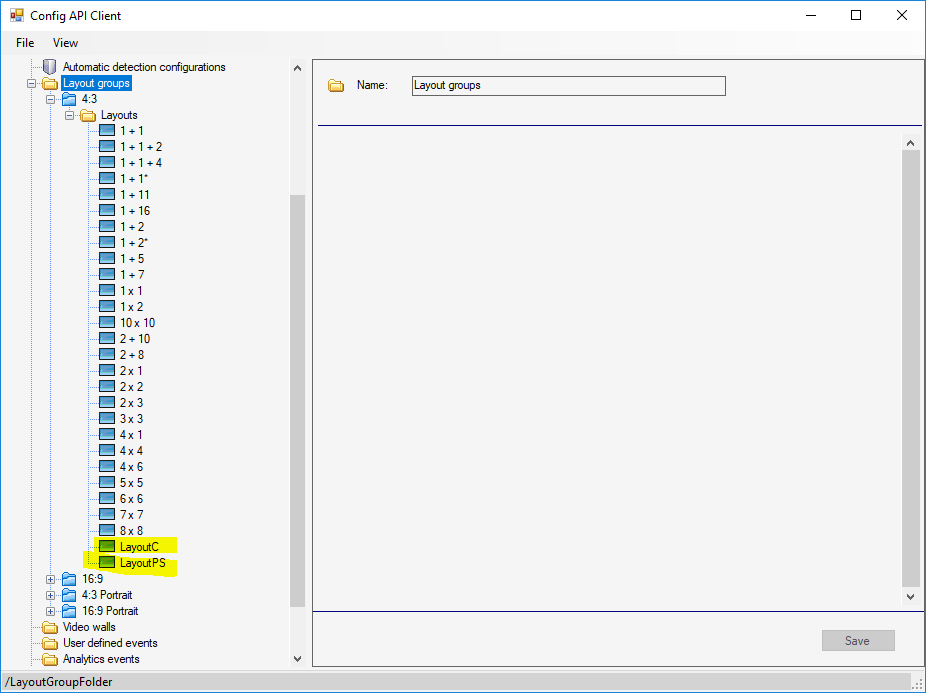 Config API Client
File View
Automatic detection configurations
Layout groups
4:3
Layouts
1 + 1
1 + 1 + 2
1 + 1 + 4
1 + 1*
1 + 11
1 + 16
1 + 2
1 + 2*
1 + 5
1 + 7
1 x 1
1 x 2
10 x 10
2 + 10
2 + 8
2 x 1
2 x 2
2 x 3
3 x 3
4 x 1
4 x 4
4 x 6
5 x 5
6 x 6
7 x 7
8 x 8
LayoutC
LayoutPS
16:9
4:3 Portrait
16:9 Portrait
Video walls
User defined events
Analytics events
Name: Layout groups
Save
/LayoutGroupFolder